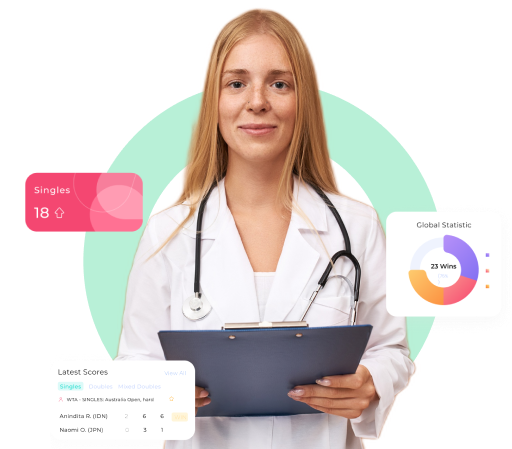 Singles
18
Global Statistic
23 Wins
Latest Scores
View All
Singles Doubles Mixed Doubles
WTA - SINGLES: Australia Open, hard
Anindita R. (IDN) 2 6 6
Naomi O. (JPN) 0 3 1